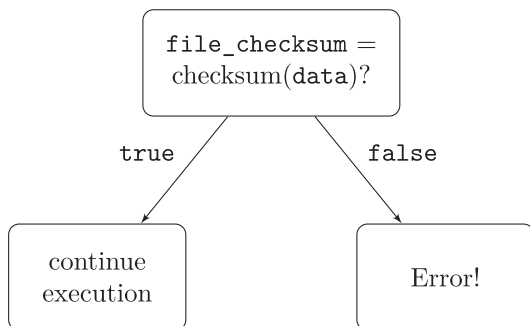 file_checksum =
checksum(data)?
true
false
continue
execution
Error!